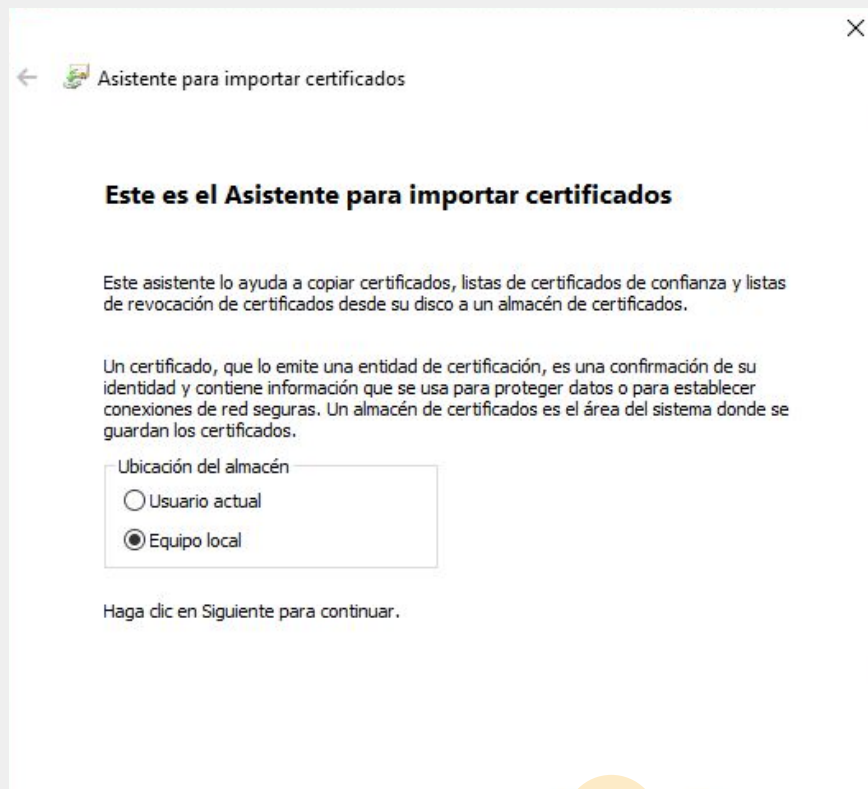 Asistente para importar certificados
Este es el Asistente para importar certificados
Este asistente lo ayuda a copiar certificados, listas de certificados de confianza y listas
de revocación de certificados desde su disco a un almacén de certificados.
Un certificado, que lo emite una entidad de certificación, es una confirmación de su
identidad y contiene información que se usa para proteger datos o para establecer
conexiones de red seguras. Un almacén de certificados es el área del sistema donde se
guardan los certificados.
Ubicación del almacén
Usuario actual
Equipo local
Haga clic en Siguiente para continuar.